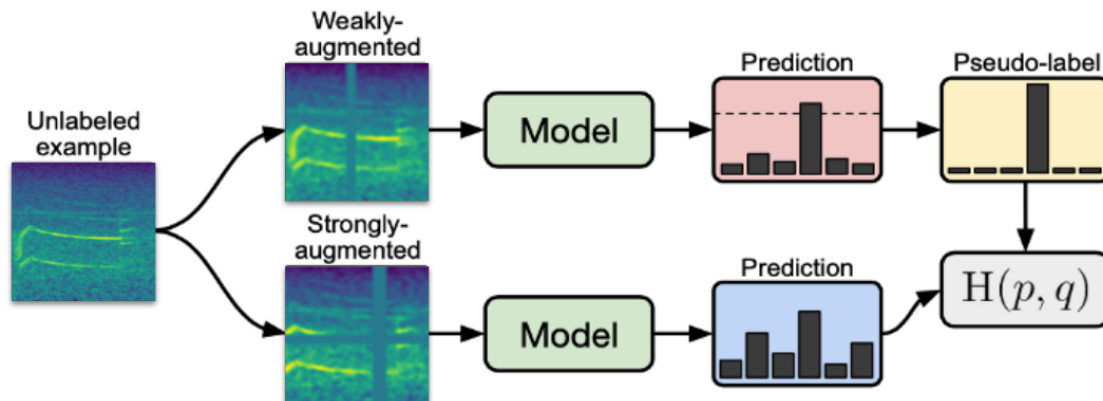 Weakly-
augmented
Prediction
Pseudo-label
Unlabeled
example
Model
Strongly-
augmented
Prediction
Model
H(p, q)